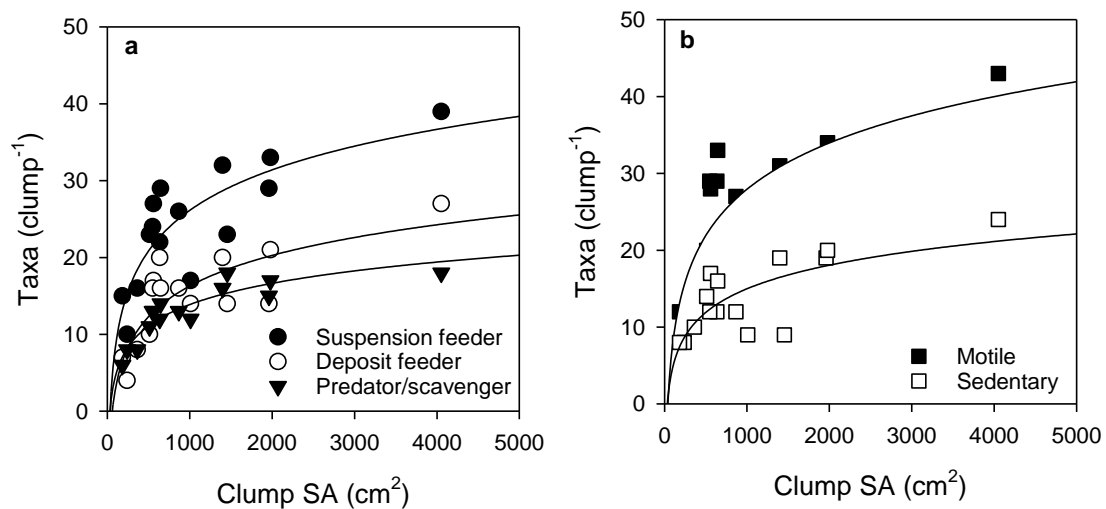 a
50
40
30
20
10
0
Taxa (clump⁻¹)
0 1000 2000 3000 4000 5000
Clump SA (cm²)
Suspension feeder
Deposit feeder
Predator/scavenger
b
50
40
30
20
10
0
Taxa (clump⁻¹)
0 1000 2000 3000 4000 5000
Clump SA (cm²)
Motile
Sedentary